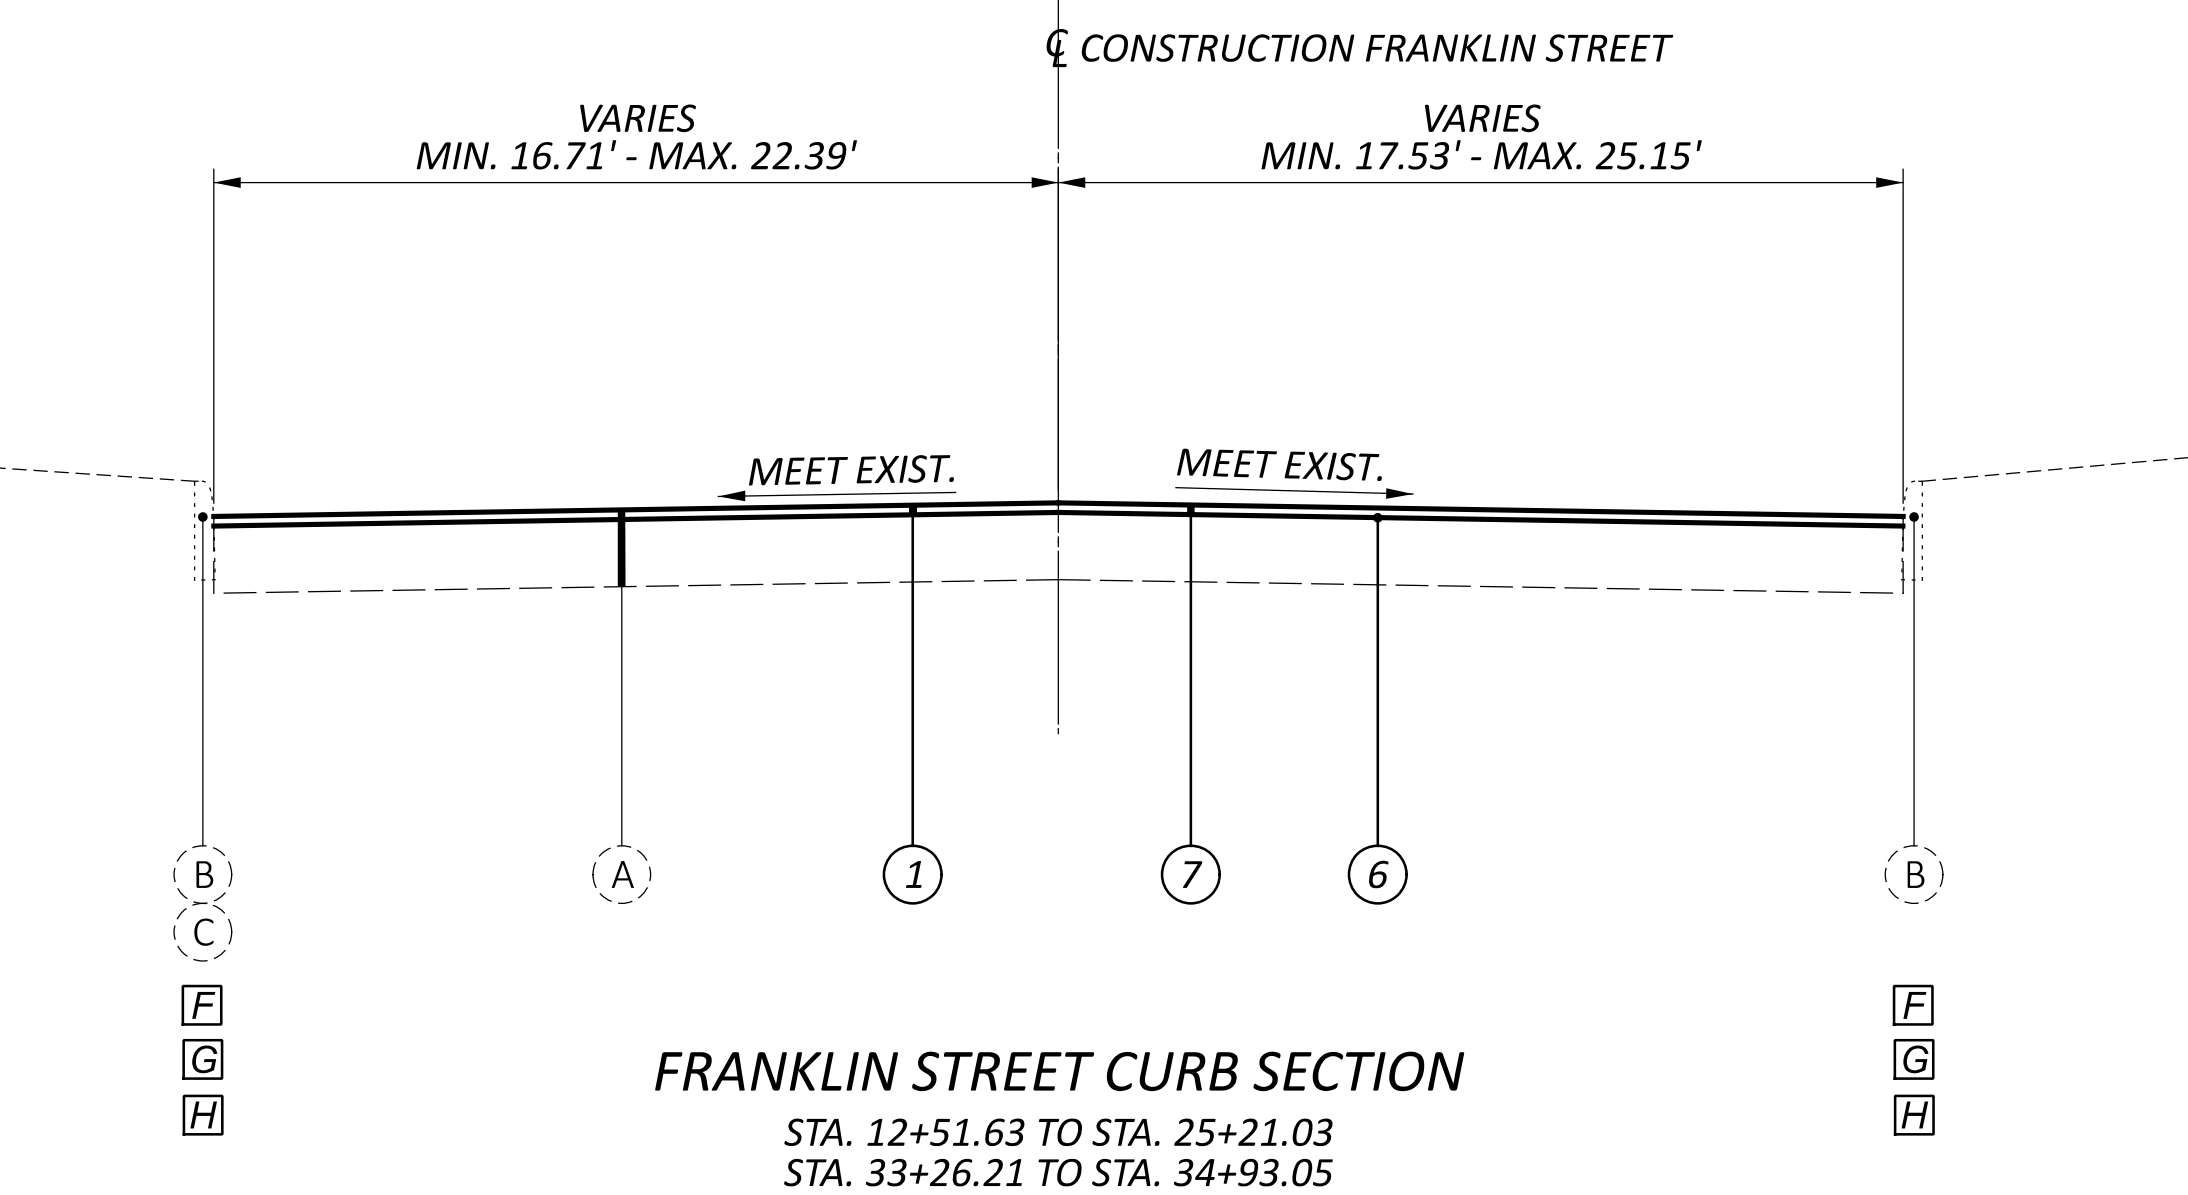 ℄ CONSTRUCTION FRANKLIN STREET
VARIES
MIN. 16.71' - MAX. 22.39'
VARIES
MIN. 17.53' - MAX. 25.15'
MEET EXIST.
MEET EXIST.
B
A
1
7
6
B
C
F
F
G
G
H
H
FRANKLIN STREET CURB SECTION
STA. 12+51.63 TO STA. 25+21.03
STA. 33+26.21 TO STA. 34+93.05